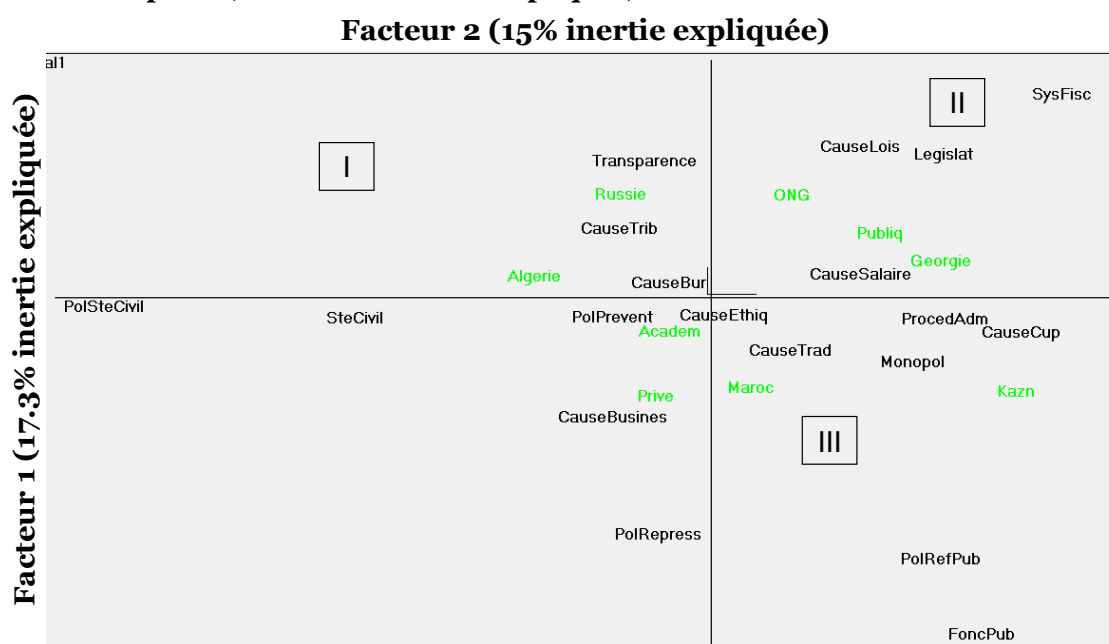 Facteur 2 (15% inertie expliquée)
Facteur 1 (17.3% inertie expliquée)
al1
SysFisc
II
CauseLois
Legislat
I
Transparence
Russie
ONG
CauseTrib
Publiq
Georgie
Algerie
CauseSalaire
CauseBur
PolSteCivil
SteCivil
PolPrevent
CauseEthiq
ProcedAdm
Academ
CauseCup
CauseTrad
Monopol
Maroc
Kazn
Prive
CauseBusines
III
PolRepress
PolRefPub
FoncPub